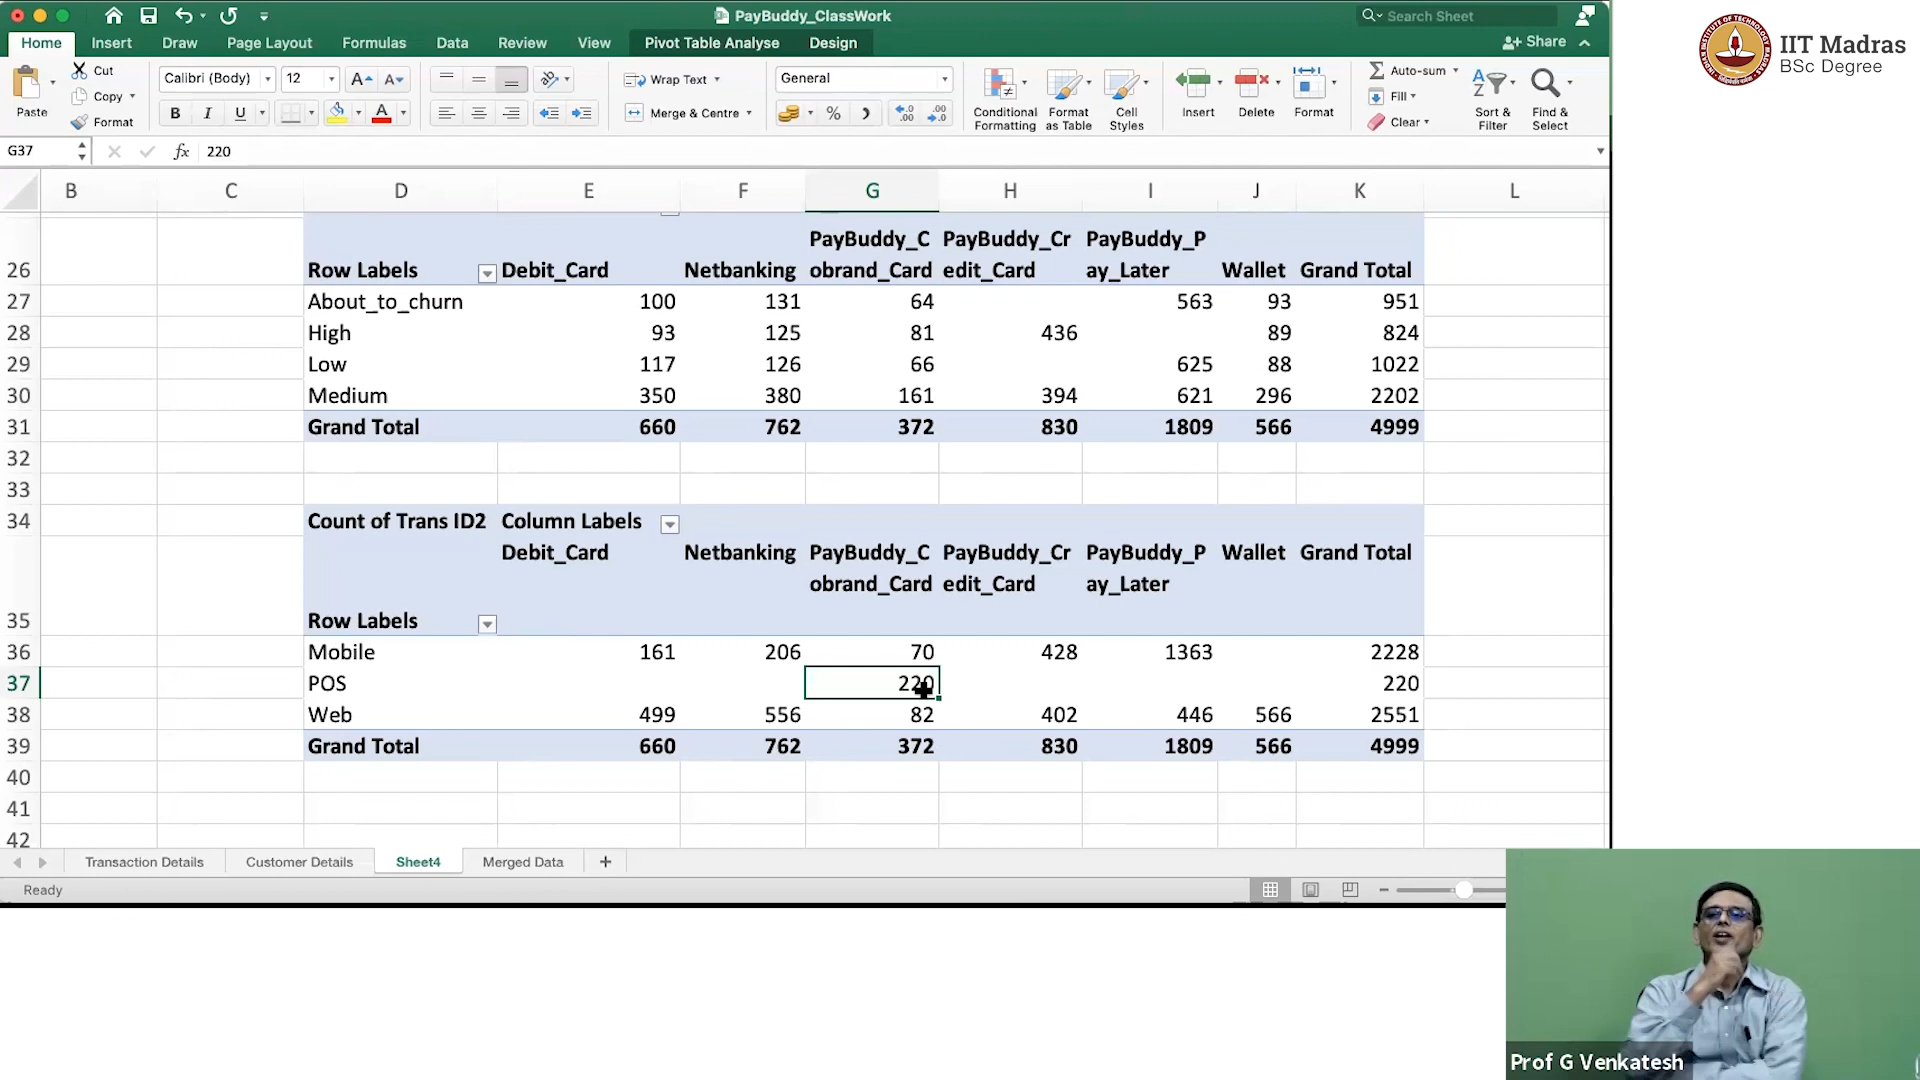 PayBuddy_ClassWork
Search Sheet
Home Insert Draw Page Layout Formulas Data Review View Pivot Table Analyse Design Share
Paste Cut Copy Format
Calibri (Body) 12
B I U
Wrap Text
Merge & Centre
General
Conditional Formatting
Format as Table
Cell Styles
Insert Delete Format
Auto-sum
Fill
Clear
Sort & Filter
Find & Select
IIT Madras
BSc Degree
G37 fx 220
B C D E F G H I J K L
26 Row Labels Debit_Card Netbanking PayBuddy_Cobrand_Card PayBuddy_Credit_Card PayBuddy_Pay_Later Wallet Grand Total
27 About_to_churn 100 131 64 563 93 951
28 High 93 125 81 436 89 824
29 Low 117 126 66 625 88 1022
30 Medium 350 380 161 394 621 296 2202
31 Grand Total 660 762 372 830 1809 566 4999
32
33
34 Count of Trans ID2 Column Labels
Debit_Card Netbanking PayBuddy_Cobrand_Card PayBuddy_Credit_Card PayBuddy_Pay_Later Wallet Grand Total
35 Row Labels
36 Mobile 161 206 70 428 1363 2228
37 POS 220 220
38 Web 499 556 82 402 446 566 2551
39 Grand Total 660 762 372 830 1809 566 4999
40
41
42
Transaction Details Customer Details Sheet4 Merged Data +
Ready
Prof G Venkatesh